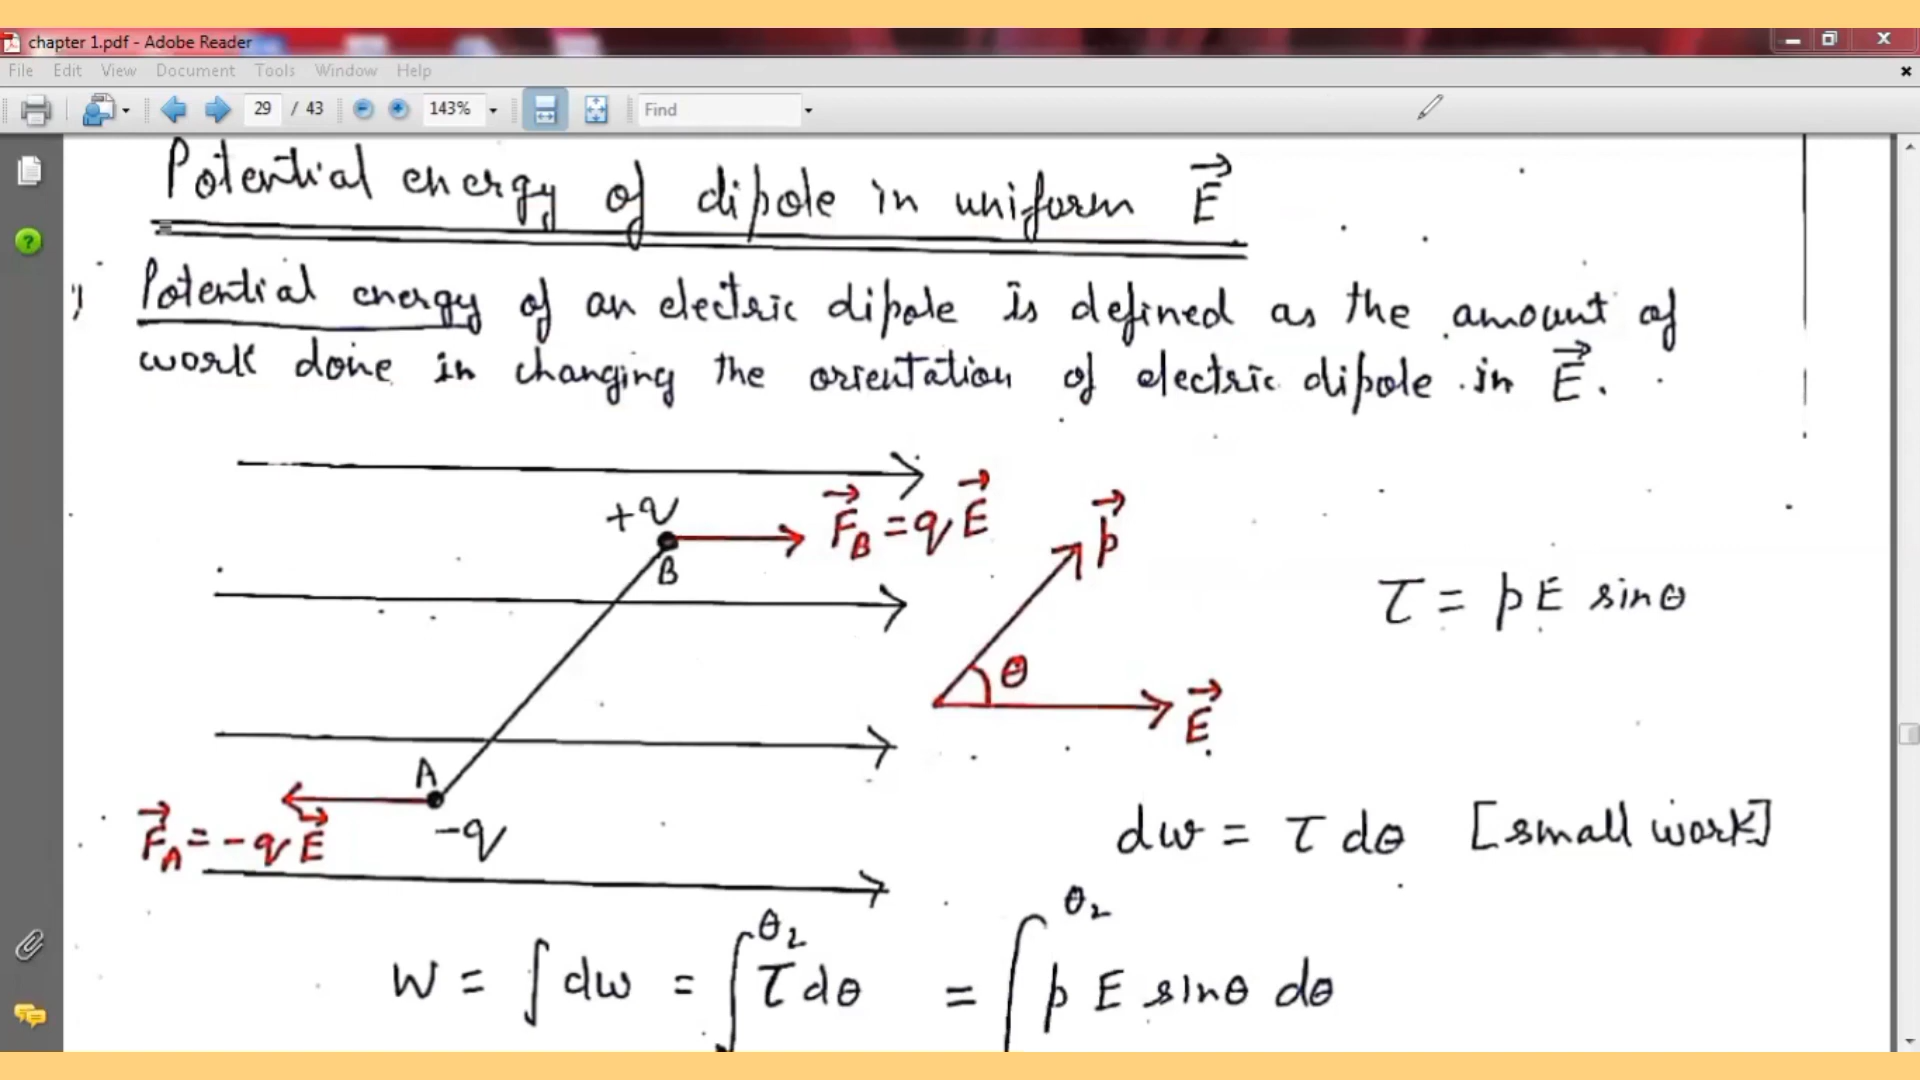 chapter 1.pdf - Adobe Reader
File Edit View Document Tools Window Help
29 / 43 143% Find
Potential energy of dipole in uniform E⃗
Potential energy of an electric dipole is defined as the amount of
work done in changing the orientation of electric dipole in E⃗.
+q
B
F⃗_B = qE⃗
p⃗
τ = pE sinθ
θ
E⃗
A
-q
F⃗_A = -qE⃗
dw = τ dθ [small work]
W = ∫dw = ∫^θ₂ τ dθ = ∫^θ₂ p E sinθ dθ